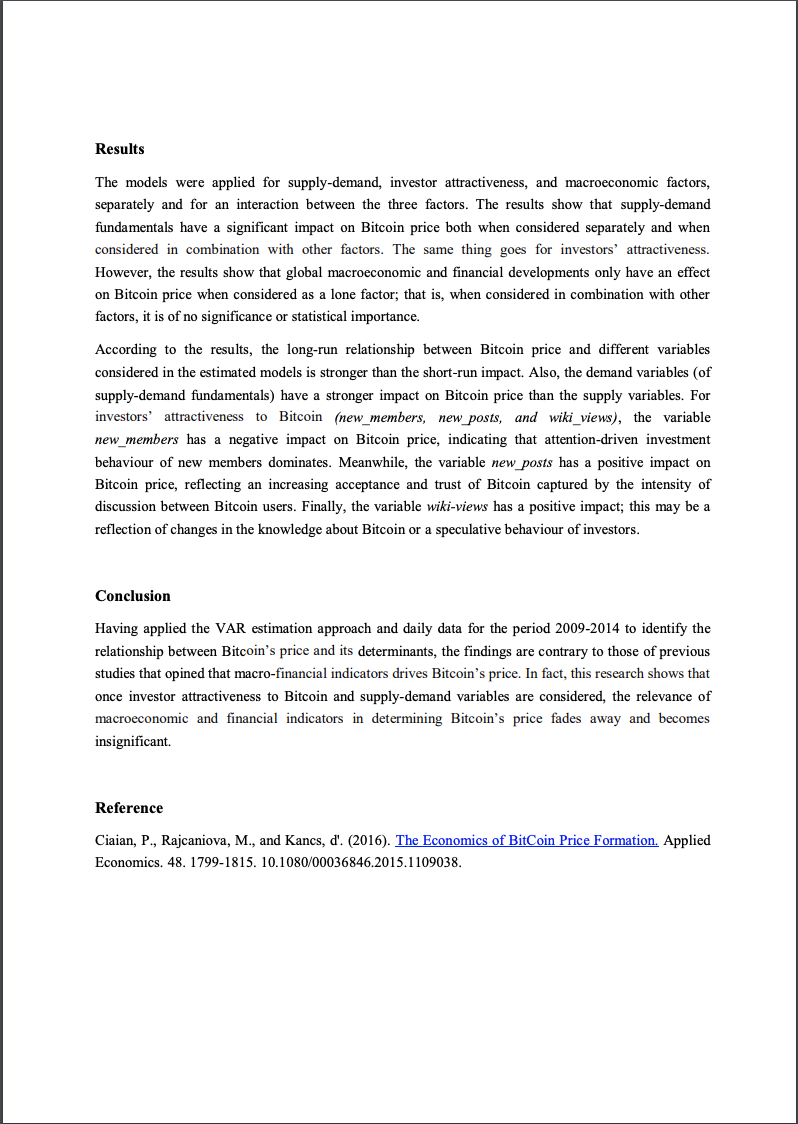 Results
The models were applied for supply-demand, investor attractiveness, and macroeconomic factors,
separately and for an interaction between the three factors. The results show that supply-demand
fundamentals have a significant impact on Bitcoin price both when considered separately and when
considered in combination with other factors. The same thing goes for investors’ attractiveness.
However, the results show that global macroeconomic and financial developments only have an effect
on Bitcoin price when considered as a lone factor; that is, when considered in combination with other
factors, it is of no significance or statistical importance.
According to the results, the long-run relationship between Bitcoin price and different variables
considered in the estimated models is stronger than the short-run impact. Also, the demand variables (of
supply-demand fundamentals) have a stronger impact on Bitcoin price than the supply variables. For
investors’ attractiveness to Bitcoin (new_members, new_posts, and wiki_views), the variable
new_members has a negative impact on Bitcoin price, indicating that attention-driven investment
behaviour of new members dominates. Meanwhile, the variable new_posts has a positive impact on
Bitcoin price, reflecting an increasing acceptance and trust of Bitcoin captured by the intensity of
discussion between Bitcoin users. Finally, the variable wiki-views has a positive impact; this may be a
reflection of changes in the knowledge about Bitcoin or a speculative behaviour of investors.
Conclusion
Having applied the VAR estimation approach and daily data for the period 2009-2014 to identify the
relationship between Bitcoin’s price and its determinants, the findings are contrary to those of previous
studies that opined that macro-financial indicators drives Bitcoin’s price. In fact, this research shows that
once investor attractiveness to Bitcoin and supply-demand variables are considered, the relevance of
macroeconomic and financial indicators in determining Bitcoin’s price fades away and becomes
insignificant.
Reference
Ciaian, P., Rajcaniova, M., and Kancs, d'. (2016). The Economics of BitCoin Price Formation. Applied
Economics. 48. 1799-1815. 10.1080/00036846.2015.1109038.